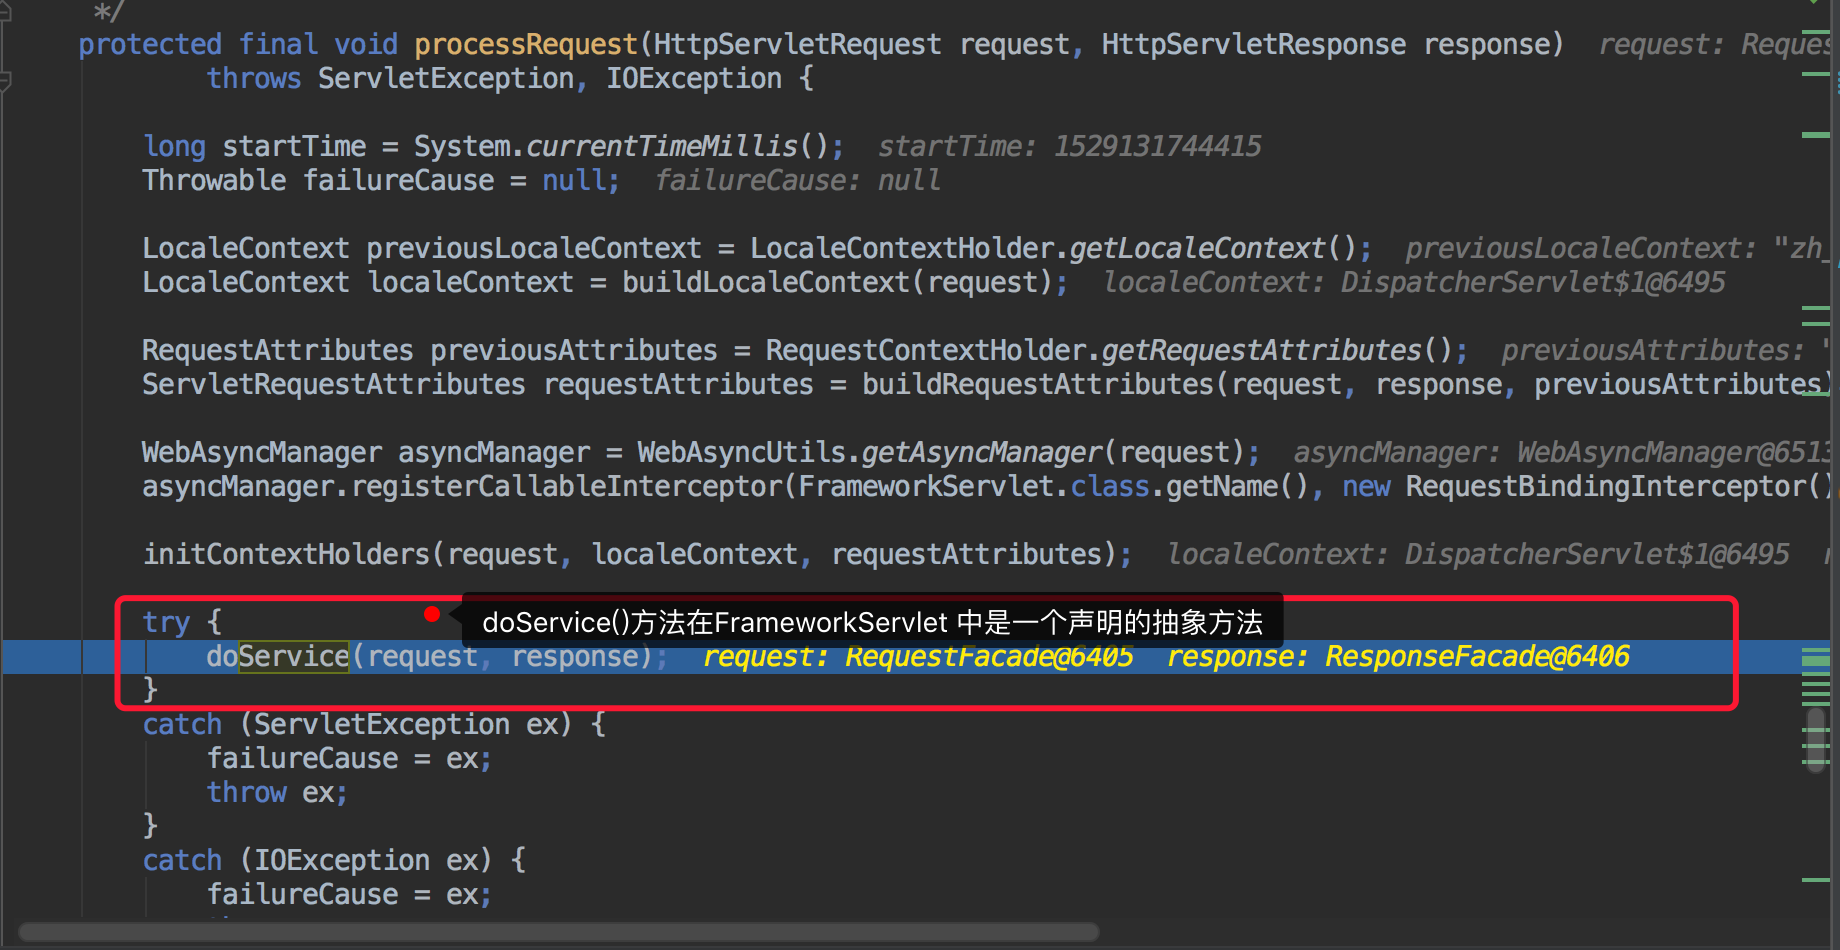 */
protected final void processRequest(HttpServletRequest request, HttpServletResponse response) request: Reques
throws ServletException, IOException {
long startTime = System.currentTimeMillis(); startTime: 1529131744415
Throwable failureCause = null; failureCause: null
LocaleContext previousLocaleContext = LocaleContextHolder.getLocaleContext(); previousLocaleContext: "zh_
LocaleContext localeContext = buildLocaleContext(request); localeContext: DispatcherServlet$1@6495
RequestAttributes previousAttributes = RequestContextHolder.getRequestAttributes(); previousAttributes: "
ServletRequestAttributes requestAttributes = buildRequestAttributes(request, response, previousAttributes)
WebAsyncManager asyncManager = WebAsyncUtils.getAsyncManager(request); asyncManager: WebAsyncManager@6513
asyncManager.registerCallableInterceptor(FrameworkServlet.class.getName(), new RequestBindingInterceptor()
initContextHolders(request, localeContext, requestAttributes); localeContext: DispatcherServlet$1@6495
try {
doService()方法在FrameworkServlet 中是一个声明的抽象方法
doService(request, response); request: RequestFacade@6405 response: ResponseFacade@6406
}
catch (ServletException ex) {
failureCause = ex;
throw ex;
}
catch (IOException ex) {
failureCause = ex;